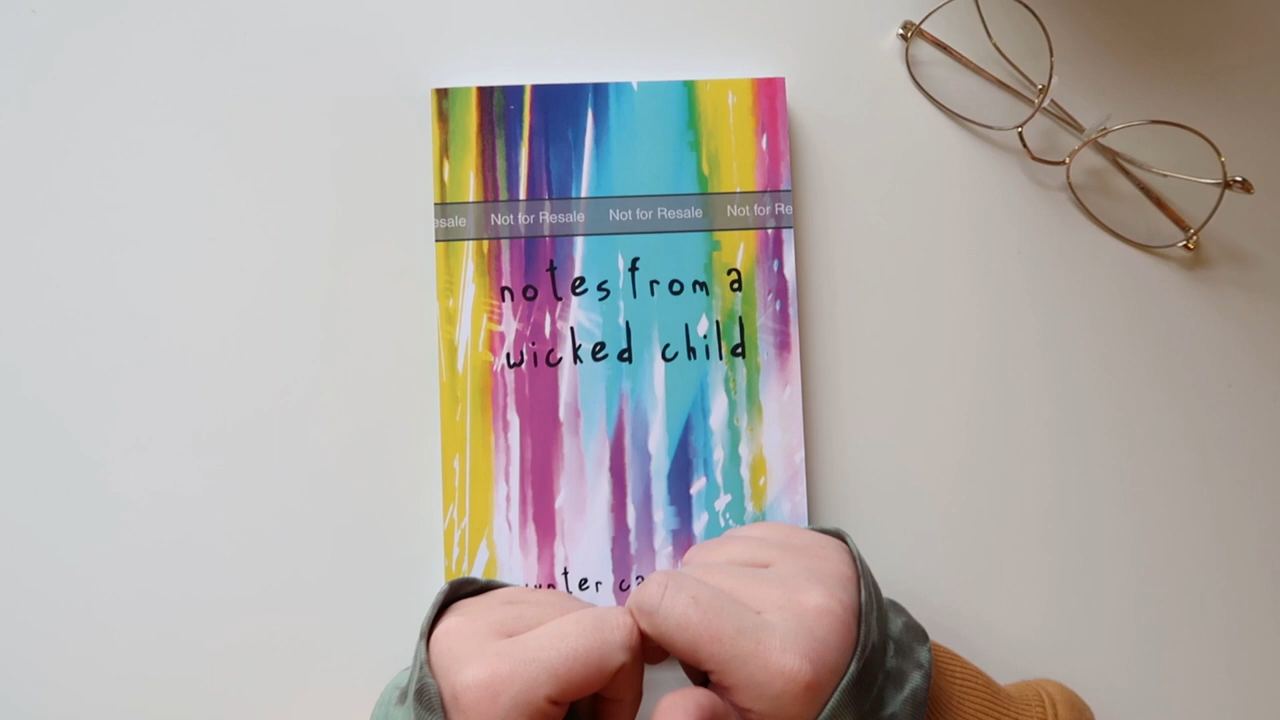 esale Not for Resale Not for Resale Not for Re
notes from a
wicked child